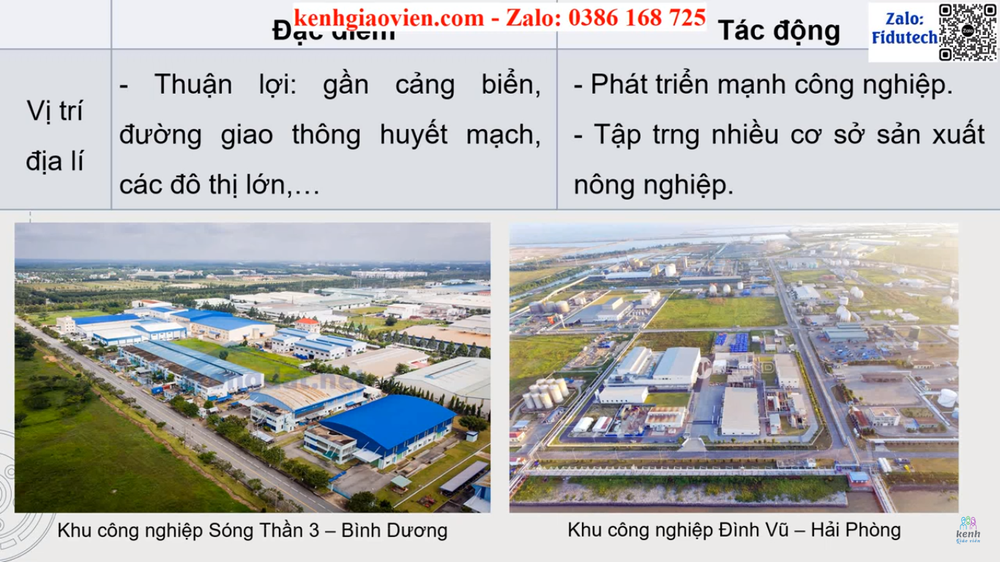 kenhgiaovien.com - Zalo: 0386 168 725
Zalo:
Fidutech
Zalo
Đặc điểm
Tác động
Vị trí
địa lí
- Thuận lợi: gần cảng biển,
đường giao thông huyết mạch,
các đô thị lớn,…
- Phát triển mạnh công nghiệp.
- Tập trng nhiều cơ sở sản xuất
nông nghiệp.
Khu công nghiệp Sóng Thần 3 – Bình Dương
Khu công nghiệp Đình Vũ – Hải Phòng
kenh
Giáo viên